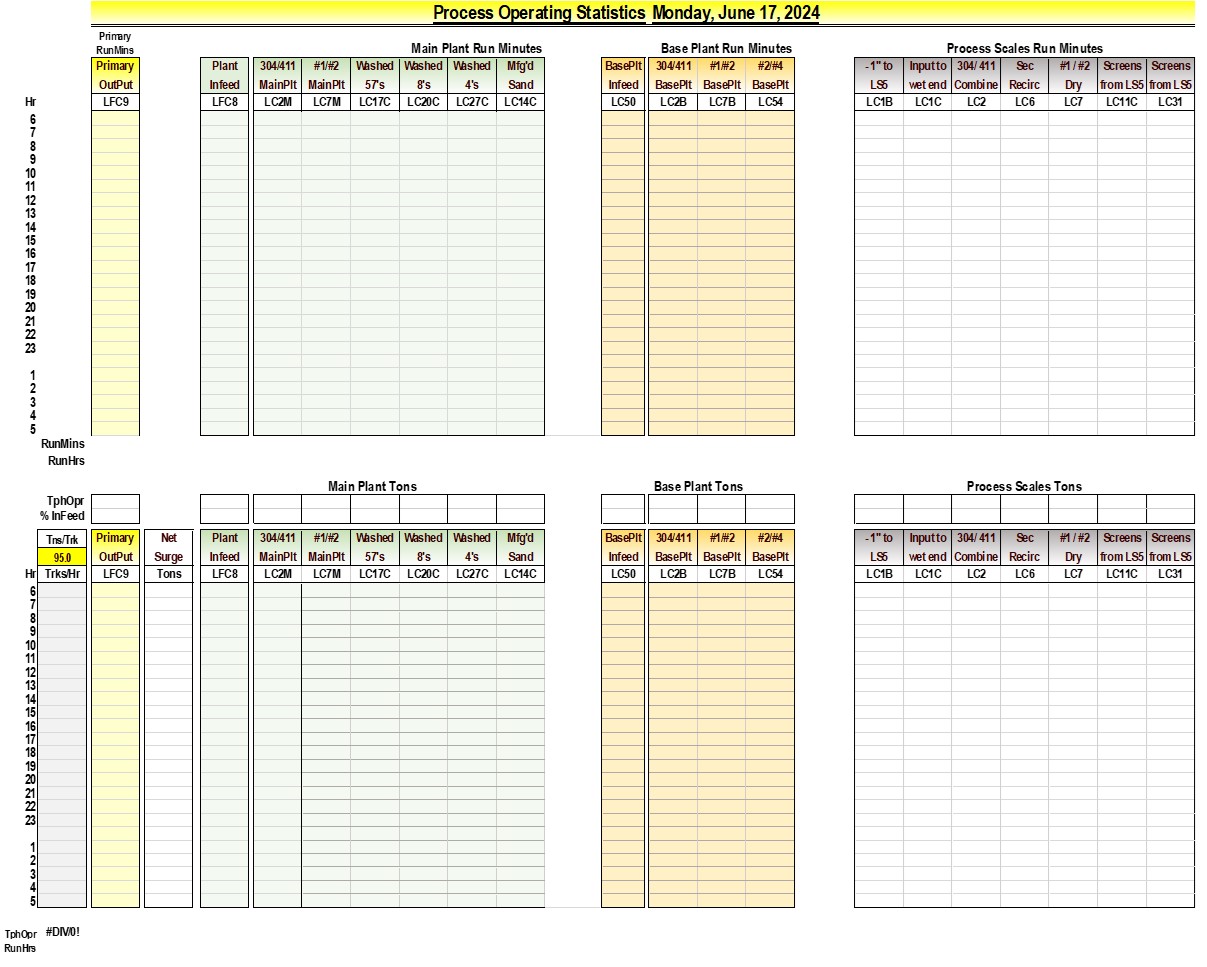 Process Operating Statistics Monday, June 17, 2024
Primary
RunMins Main Plant Run Minutes Base Plant Run Minutes Process Scales Run Minutes
Primary Plant 304/411 #1/#2 Washed Washed Washed Mfg'd BasePlt 304/411 #1/#2 #2/#4 - 1" to Input to 304/ 411 Sec #1 / #2 Screens Screens
OutPut Infeed MainPlt MainPlt 57's 8's 4's Sand Infeed BasePlt BasePlt BasePlt LS5 wet end Combine Recirc Dry from LS5 from LS5
Hr LFC9 LFC8 LC2M LC7M LC17C LC20C LC27C LC14C LC50 LC2B LC7B LC54 LC1B LC1C LC2 LC6 LC7 LC11C LC31
6
7
8
9
10
11
12
13
14
15
16
17
18
19
20
21
22
23
1
2
3
4
5
RunMins
RunHrs
Main Plant Tons Base Plant Tons Process Scales Tons
TphOpr
% InFeed
Tns/Trk Primary Net Plant 304/411 #1/#2 Washed Washed Washed Mfg'd BasePlt 304/411 #1/#2 #2/#4 - 1" to Input to 304/ 411 Sec #1 / #2 Screens Screens
95.0 OutPut Surge Infeed MainPlt MainPlt 57's 8's 4's Sand Infeed BasePlt BasePlt BasePlt LS5 wet end Combine Recirc Dry from LS5 from LS5
Hr Trks/Hr LFC9 Tons LFC8 LC2M LC7M LC17C LC20C LC27C LC14C LC50 LC2B LC7B LC54 LC1B LC1C LC2 LC6 LC7 LC11C LC31
6
7
8
9
10
11
12
13
14
15
16
17
18
19
20
21
22
23
1
2
3
4
5
TphOpr #DIV/0!
RunHrs